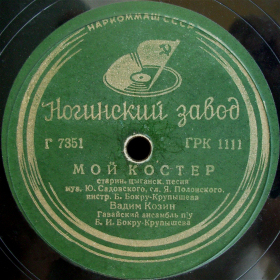 НАРКОММАШ СССР
Ногинский завод
Г 7351 ГРК 1111
МОЙ КОСТЕР
старин. цыганск. песня
муз. Ю. Садовского, сл. Я. Полонского,
инстр. Б. Бокру-Крупышева
Вадим Козин
Гавайский ансамбль п/у
Б. И. Бокру-Крупышева